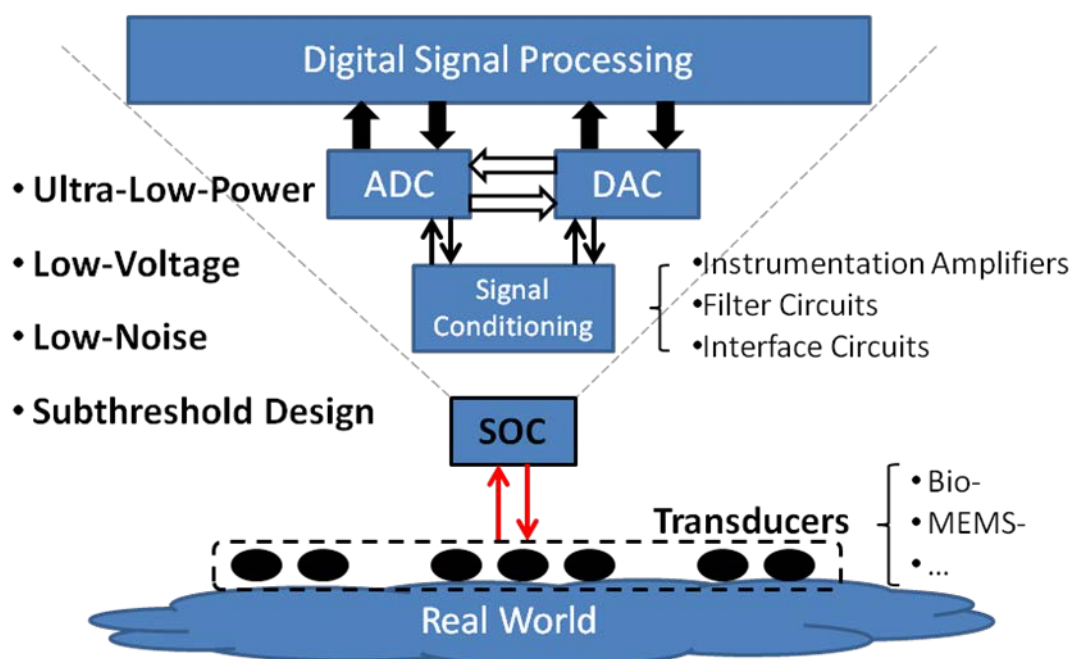 Digital Signal Processing
ADC
DAC
• Ultra-Low-Power
• Low-Voltage
• Low-Noise
• Subthreshold Design
Signal
Conditioning
•Instrumentation Amplifiers
•Filter Circuits
•Interface Circuits
SOC
Transducers
• Bio-
• MEMS-
• ...
Real World